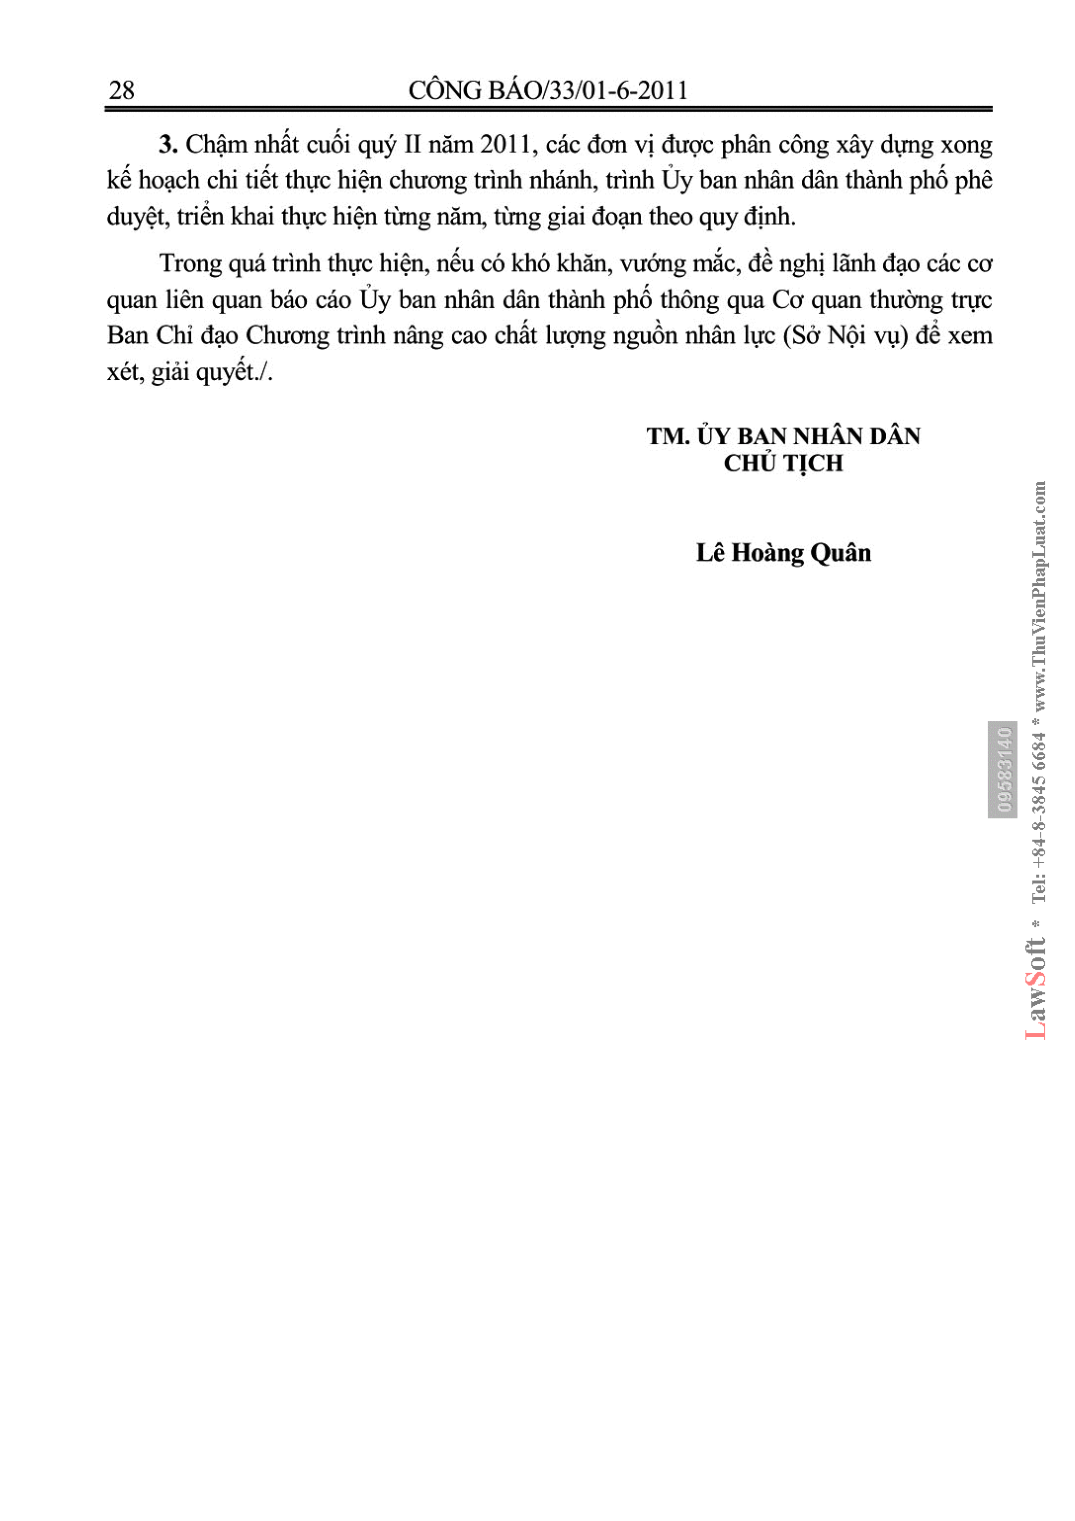 28 CÔNG BÁO/33/01-6-2011
3. Chậm nhất cuối quý II năm 2011, các đơn vị được phân công xây dựng xong
kế hoạch chi tiết thực hiện chương trình nhánh, trình Ủy ban nhân dân thành phố phê
duyệt, triển khai thực hiện từng năm, từng giai đoạn theo quy định.
Trong quá trình thực hiện, nếu có khó khăn, vướng mắc, đề nghị lãnh đạo các cơ
quan liên quan báo cáo Ủy ban nhân dân thành phố thông qua Cơ quan thường trực
Ban Chỉ đạo Chương trình nâng cao chất lượng nguồn nhân lực (Sở Nội vụ) để xem
xét, giải quyết./.
TM. ỦY BAN NHÂN DÂN
CHỦ TỊCH
Lê Hoàng Quân
09583140
LawSoft * Tel: +84-8-3845 6684 * www.ThuVienPhapLuat.com